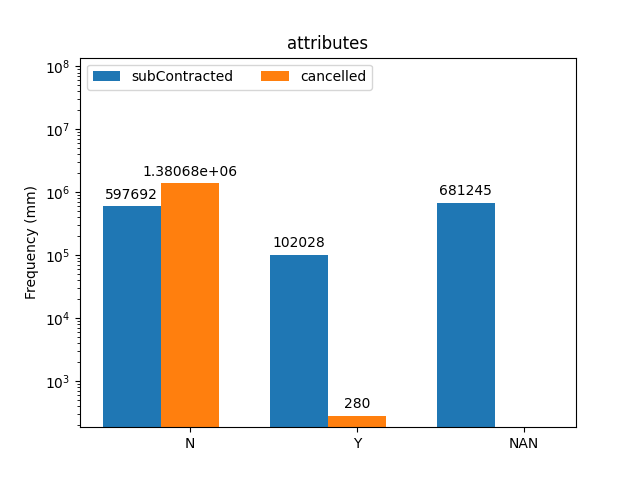 attributes
subContracted cancelled
10^8
10^7
10^6
10^5
10^4
10^3
Frequency (mm)
597692
1.38068e+06
102028
280
681245
N Y NAN